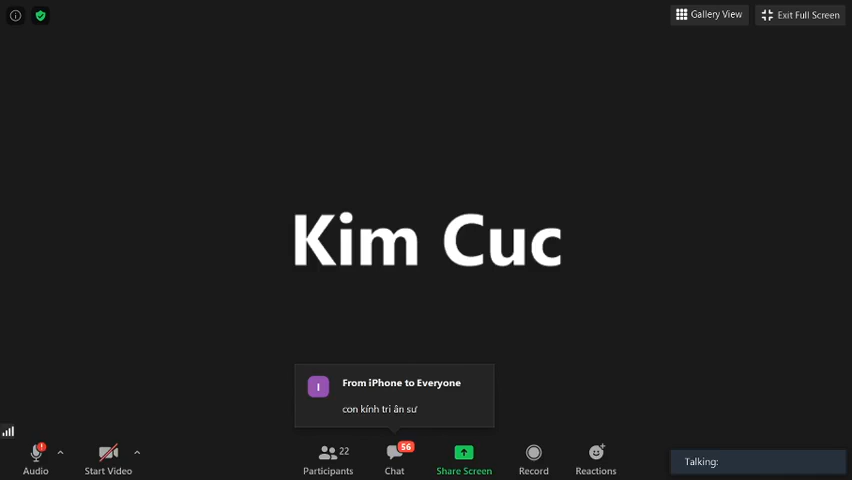 Gallery View
Exit Full Screen
Kim Cuc
I
From iPhone to Everyone
con kính tri ân sư
22
56
Audio
Start Video
Participants
Chat
Share Screen
Record
Reactions
Talking: